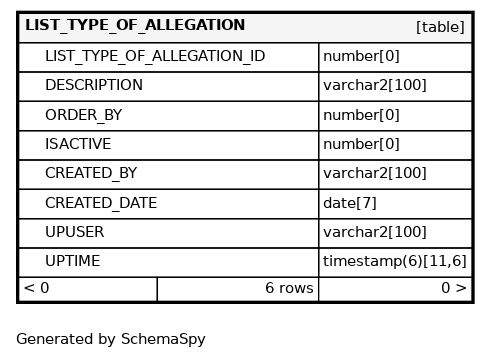 LIST_TYPE_OF_ALLEGATION [table]
LIST_TYPE_OF_ALLEGATION_ID number[0]
DESCRIPTION varchar2[100]
ORDER_BY number[0]
ISACTIVE number[0]
CREATED_BY varchar2[100]
CREATED_DATE date[7]
UPUSER varchar2[100]
UPTIME timestamp(6)[11,6]
< 0 6 rows 0 >
Generated by SchemaSpy